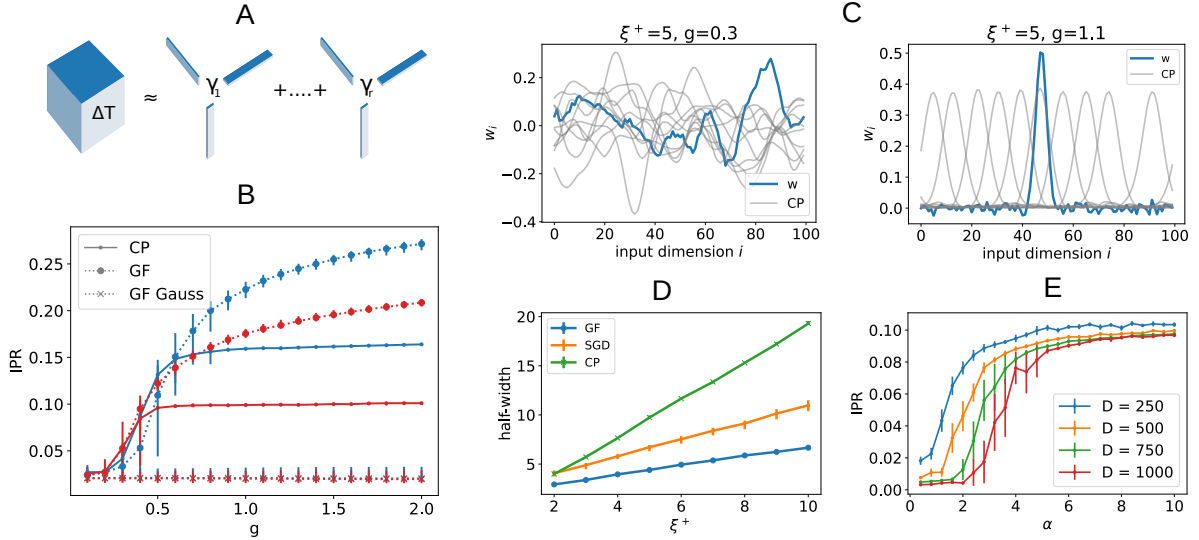 A
ΔT
≈
γ1
+....+
γr
B
CP
GF
GF Gauss
IPR
0.25
0.20
0.15
0.10
0.05
0.5
1.0
1.5
2.0
g
C
ξ+=5, g=0.3
wi
0.2
0.0
−0.2
−0.4
w
CP
0
20
40
60
80
100
input dimension i
ξ+=5, g=1.1
wi
0.5
0.4
0.3
0.2
0.1
0.0
w
CP
0
20
40
60
80
100
input dimension i
D
half-width
20
15
10
5
GF
SGD
CP
2
4
6
8
10
ξ+
E
IPR
0.10
0.08
0.06
0.04
0.02
0.00
D = 250
D = 500
D = 750
D = 1000
0
2
4
6
8
10
α